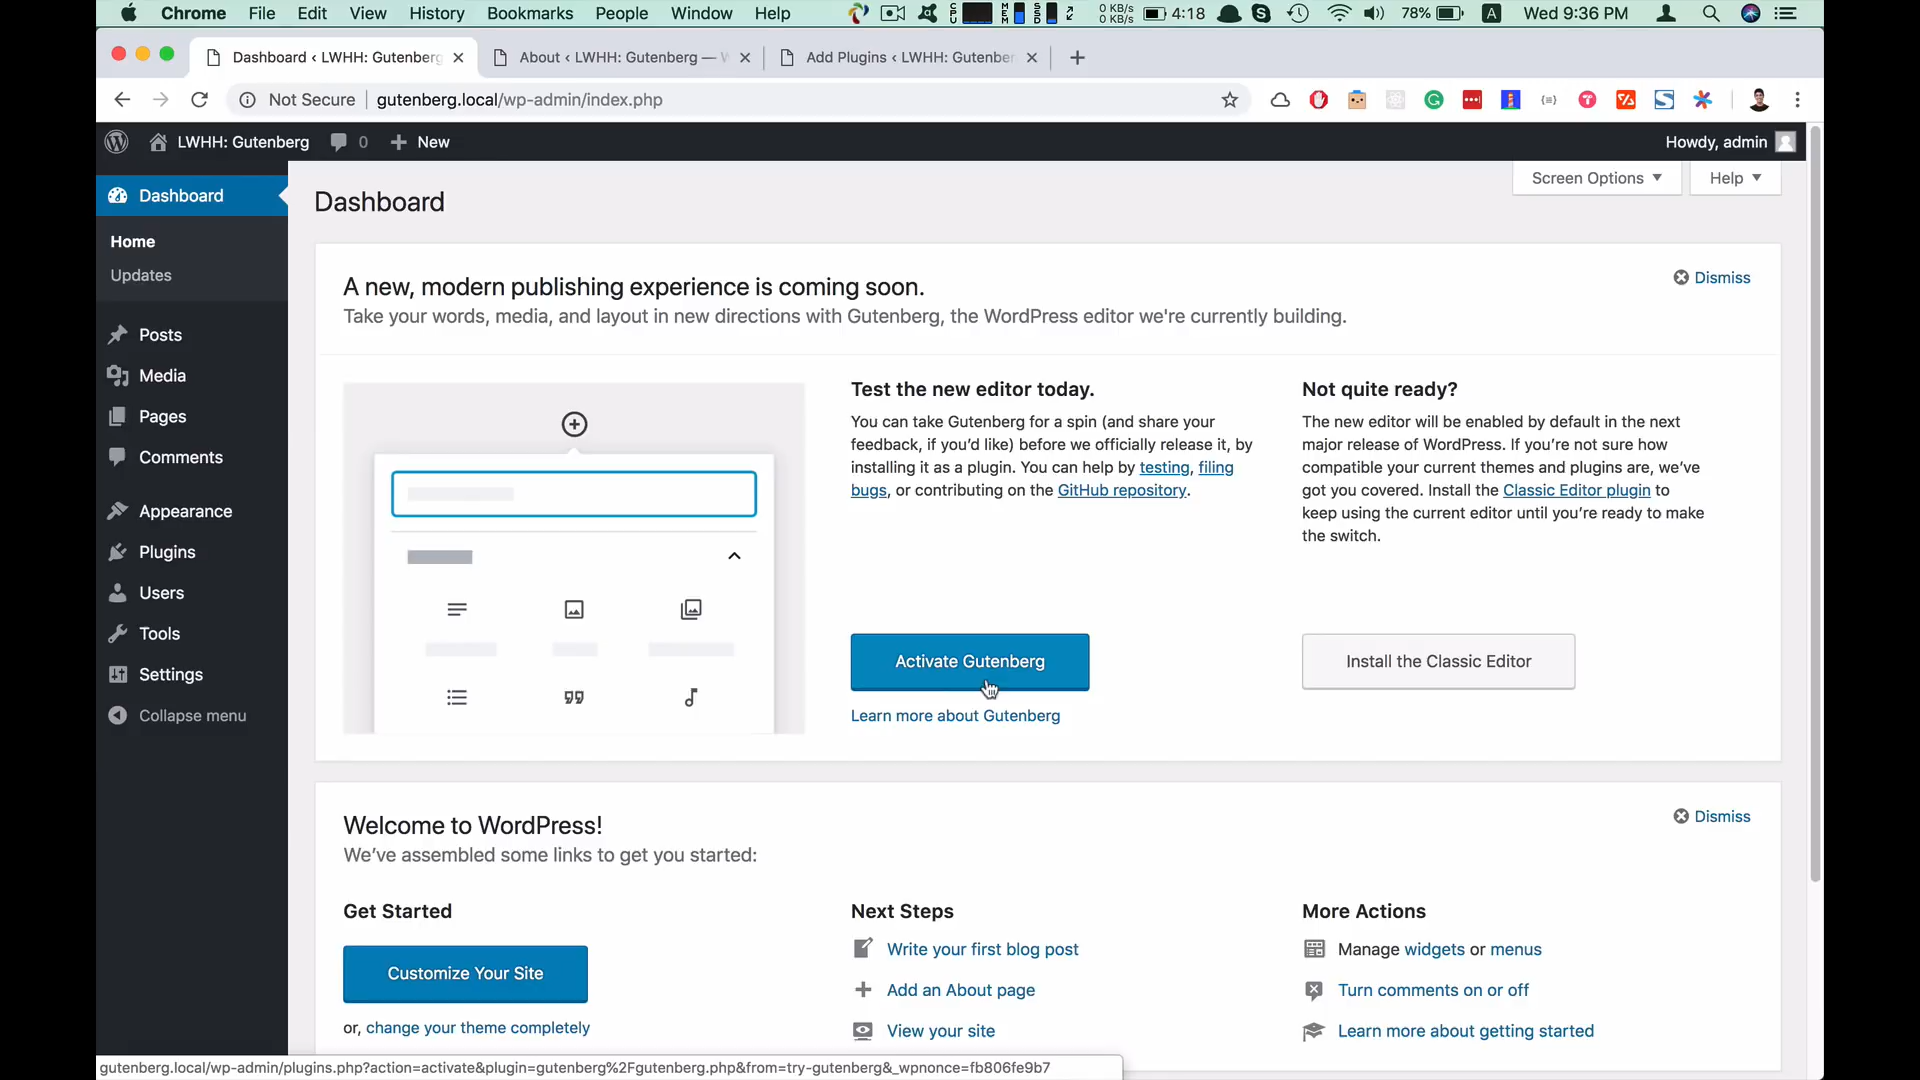 Chrome File Edit View History Bookmarks People Window Help 0 KB/s 0 KB/s 4:18 78% A Wed 9:36 PM
Dashboard ‹ LWHH: Gutenberg About ‹ LWHH: Gutenberg — Add Plugins ‹ LWHH: Gutenber
Not Secure gutenberg.local/wp-admin/index.php
LWHH: Gutenberg 0 New Howdy, admin
Screen Options Help
Dashboard
Home
Updates
Posts
Media
Pages
Comments
Appearance
Plugins
Users
Tools
Settings
Collapse menu
Dashboard
A new, modern publishing experience is coming soon. Dismiss
Take your words, media, and layout in new directions with Gutenberg, the WordPress editor we're currently building.
Test the new editor today.
You can take Gutenberg for a spin (and share your
feedback, if you’d like) before we officially release it, by
installing it as a plugin. You can help by testing, filing
bugs, or contributing on the GitHub repository.
Activate Gutenberg
Learn more about Gutenberg
Not quite ready?
The new editor will be enabled by default in the next
major release of WordPress. If you’re not sure how
compatible your current themes and plugins are, we’ve
got you covered. Install the Classic Editor plugin to
keep using the current editor until you’re ready to make
the switch.
Install the Classic Editor
Welcome to WordPress! Dismiss
We’ve assembled some links to get you started:
Get Started
Customize Your Site
or, change your theme completely
Next Steps
Write your first blog post
Add an About page
View your site
More Actions
Manage widgets or menus
Turn comments on or off
Learn more about getting started
gutenberg.local/wp-admin/plugins.php?action=activate&plugin=gutenberg%2Fgutenberg.php&from=try-gutenberg&_wpnonce=fb806fe9b7